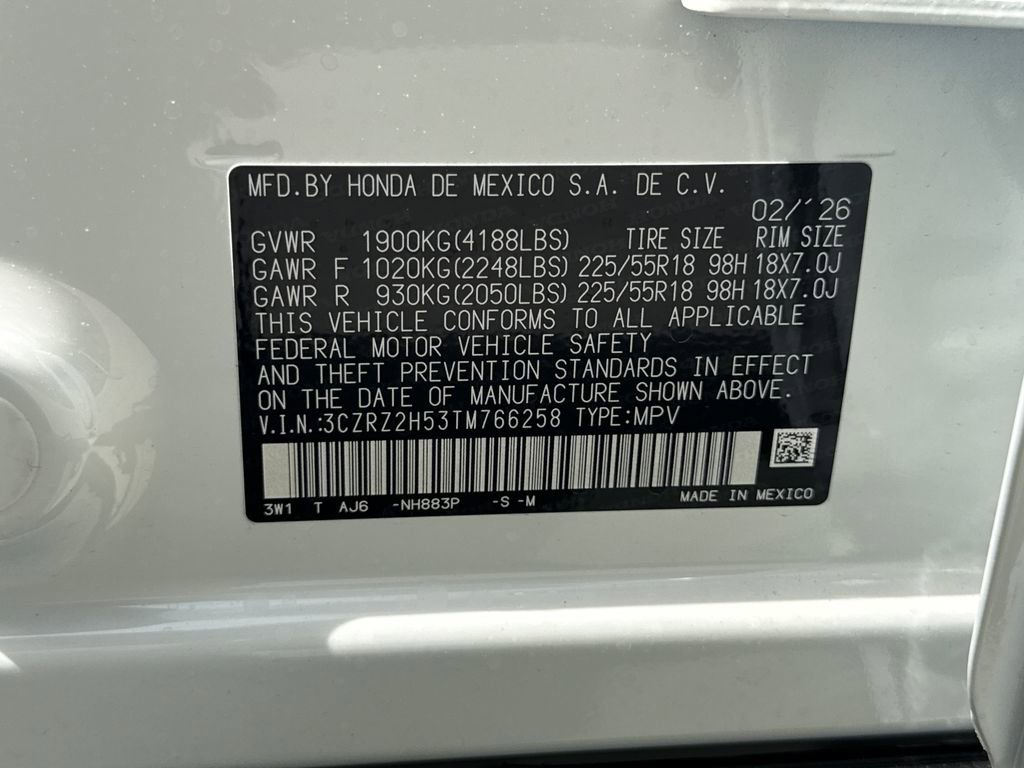 MFD.BY HONDA DE MEXICO S.A. DE C.V.
02/'26
GVWR 1900KG(4188LBS) TIRE SIZE RIM SIZE
GAWR F 1020KG(2248LBS) 225/55R18 98H 18X7.0J
GAWR R 930KG(2050LBS) 225/55R18 98H 18X7.0J
THIS VEHICLE CONFORMS TO ALL APPLICABLE
FEDERAL MOTOR VEHICLE SAFETY
AND THEFT PREVENTION STANDARDS IN EFFECT
ON THE DATE OF MANUFACTURE SHOWN ABOVE.
V.I.N.:3CZRZ2H53TM766258 TYPE:MPV
3W1 T AJ6 -NH883P -S -M MADE IN MEXICO